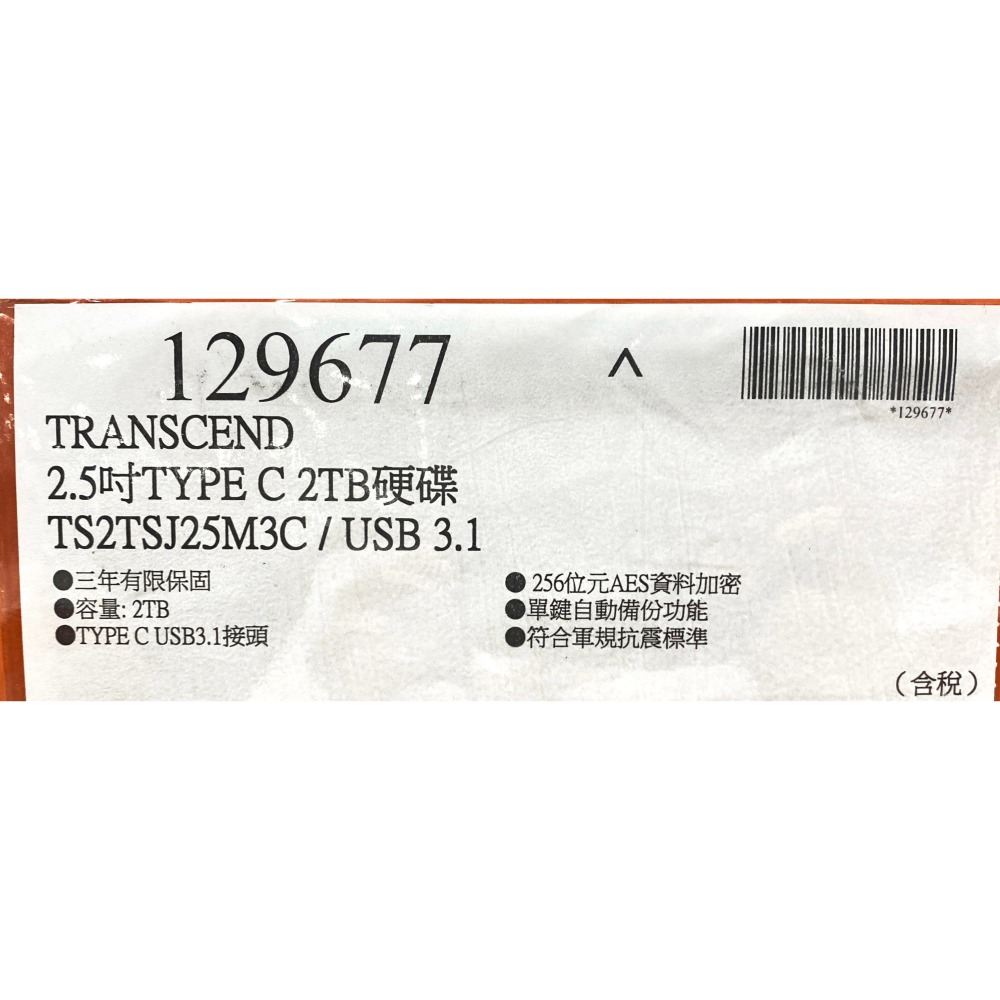 129677 ^
*129677*
TRANSCEND
2.5吋TYPE C 2TB硬碟
TS2TSJ25M3C / USB 3.1
●三年有限保固
●容量: 2TB
●TYPE C USB3.1接頭
● 256位元AES資料加密
●單鍵自動備份功能
●符合軍規抗震標準
（含稅）